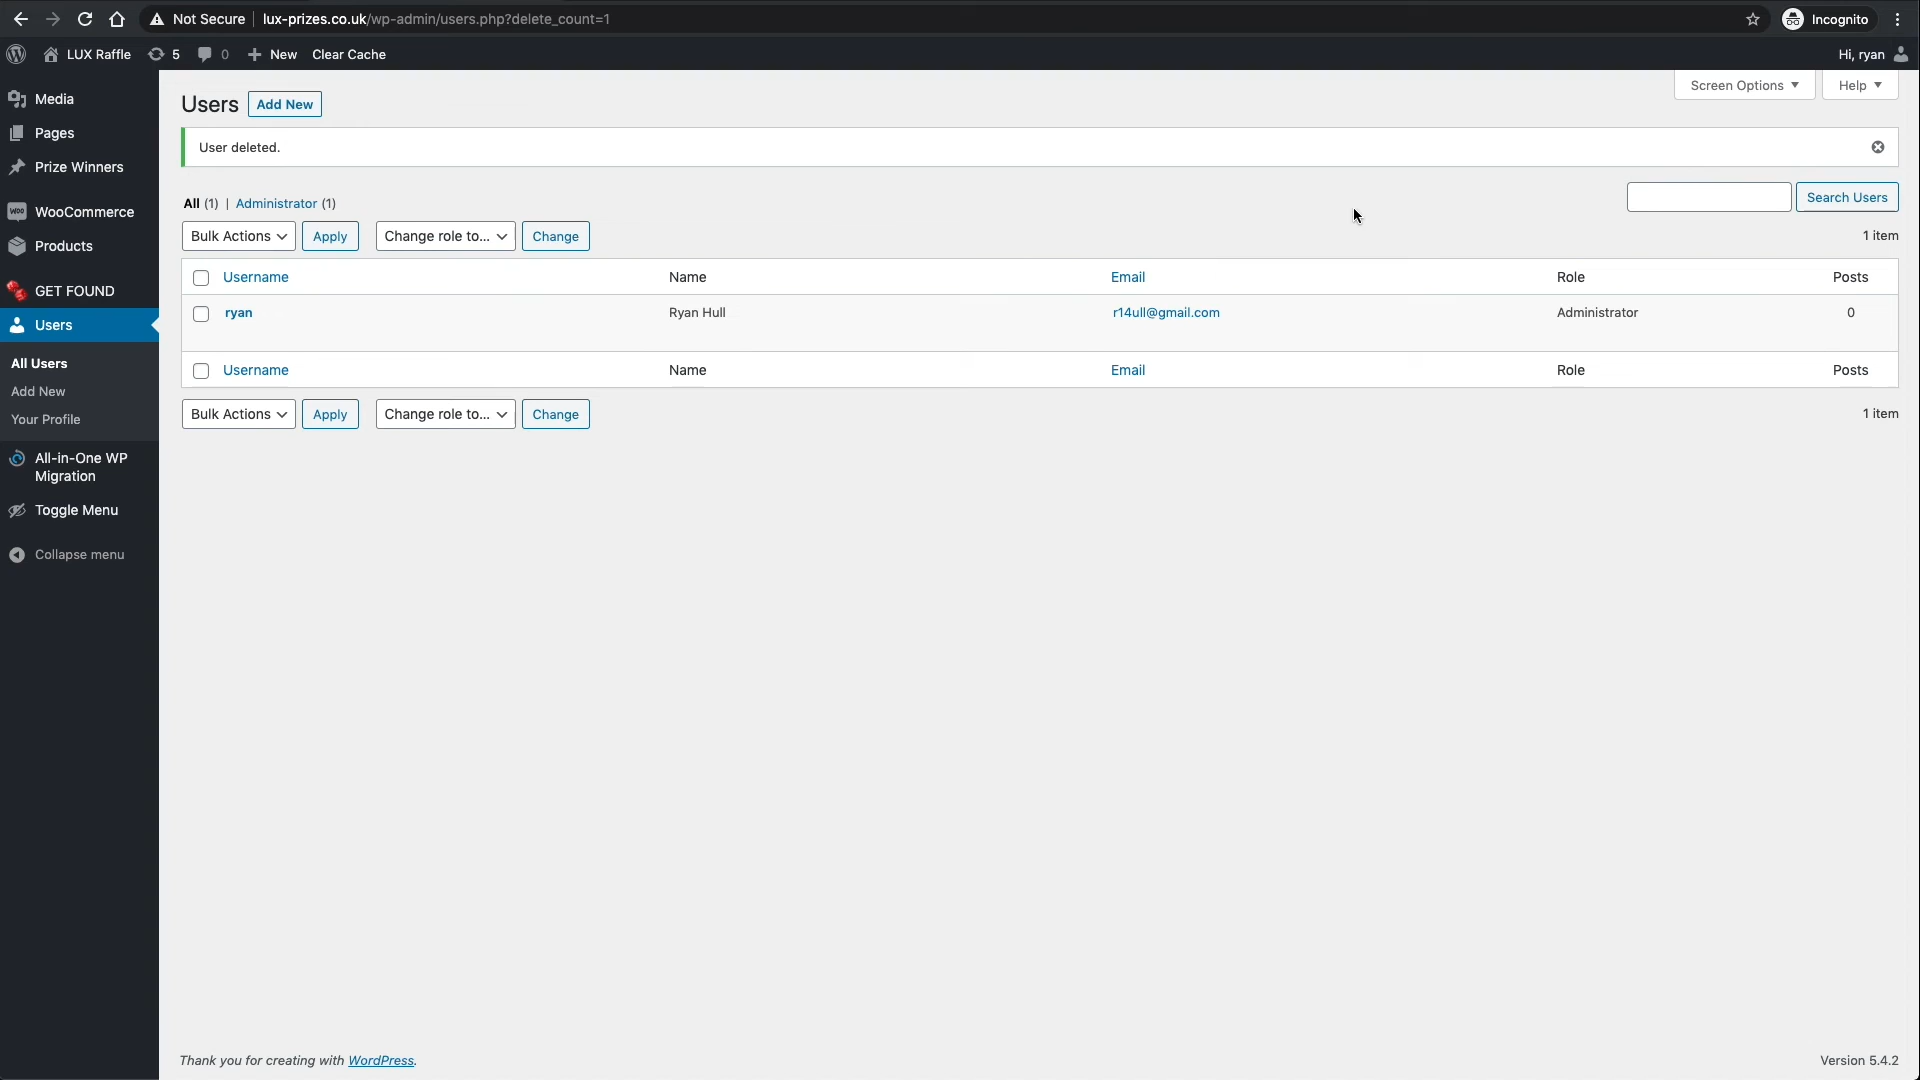 Not Secure lux-prizes.co.uk/wp-admin/users.php?delete_count=1 Incognito
LUX Raffle 5 0 New Clear Cache Hi, ryan
Media
Pages
Prize Winners
WOO WooCommerce
Products
GET FOUND
Users
All Users
Add New
Your Profile
All-in-One WP
Migration
Toggle Menu
Collapse menu
Screen Options Help
Users Add New
User deleted.
All (1) | Administrator (1)
Search Users
Bulk Actions Apply Change role to... Change 1 item
Username Name Email Role Posts
ryan Ryan Hull r14ull@gmail.com Administrator 0
Username Name Email Role Posts
Bulk Actions Apply Change role to... Change 1 item
Thank you for creating with WordPress. Version 5.4.2